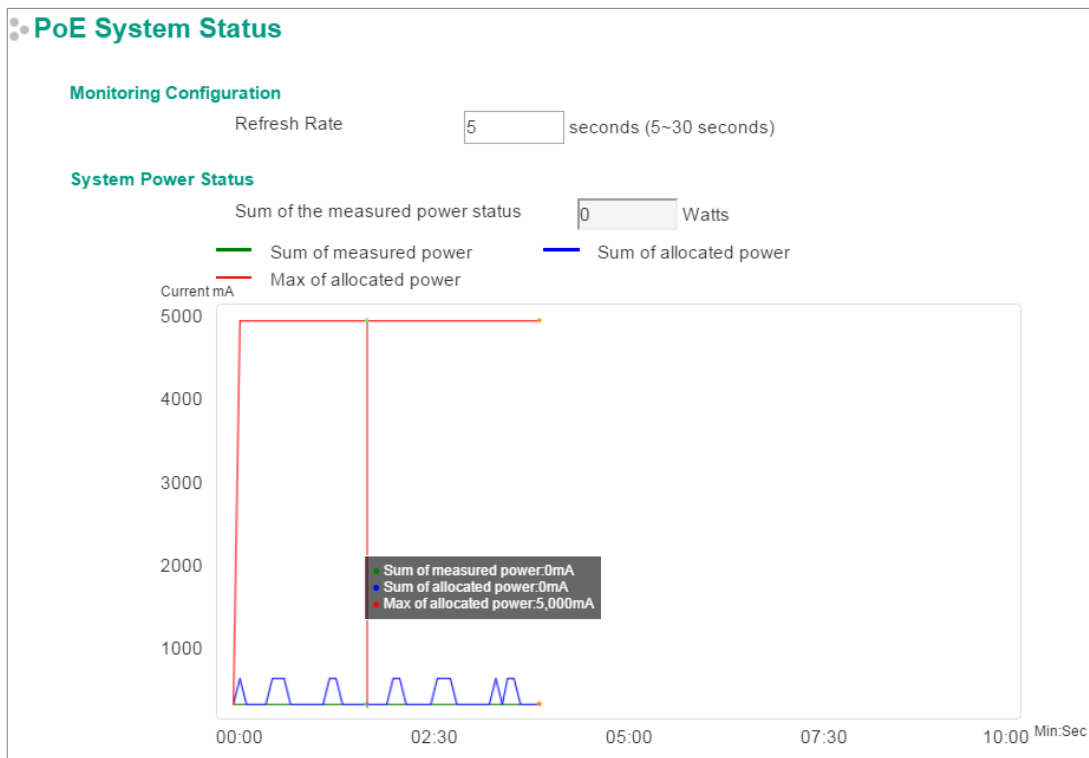 PoE System Status
Monitoring Configuration
Refresh Rate 5 seconds (5~30 seconds)
System Power Status
Sum of the measured power status 0 Watts
Sum of measured power Sum of allocated power
Max of allocated power
Current mA
5000
4000
3000
2000
Sum of measured power:0mA
Sum of allocated power:0mA
Max of allocated power:5,000mA
1000
00:00 02:30 05:00 07:30 10:00 Min:Sec